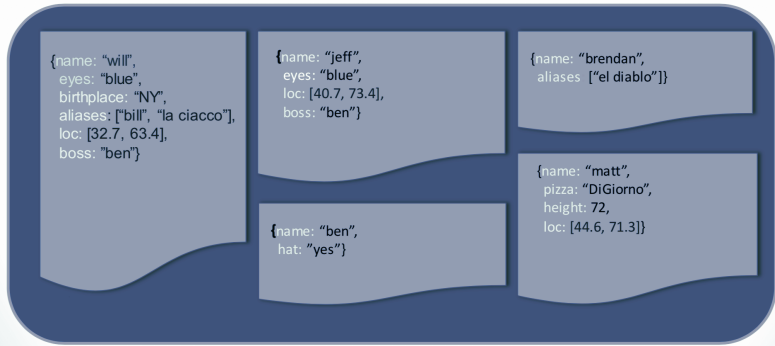 {name: “will”,
eyes: “blue”,
birthplace: “NY”,
aliases: [“bill”, “la ciacco”],
loc: [32.7, 63.4],
boss: ”ben”}
{name: “jeff”,
eyes: “blue”,
loc: [40.7, 73.4],
boss: “ben”}
{name: “ben”,
hat: ”yes”}
{name: “brendan”,
aliases [“el diablo”]}
{name: “matt”,
pizza: “DiGiorno”,
height: 72,
loc: [44.6, 71.3]}